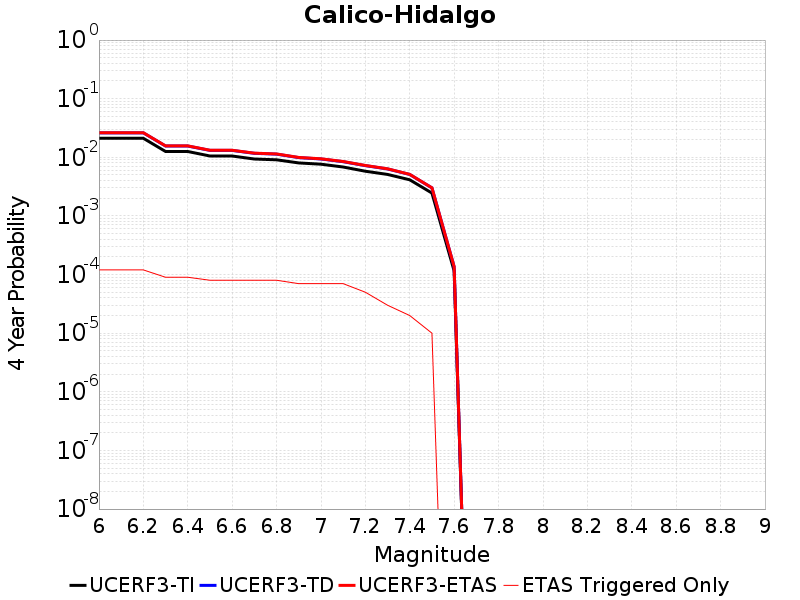 Calico-Hidalgo
4 Year Probability
10^0
10^-1
10^-2
10^-3
10^-4
10^-5
10^-6
10^-7
10^-8
6 6.2 6.4 6.6 6.8 7 7.2 7.4 7.6 7.8 8 8.2 8.4 8.6 8.8 9
Magnitude
UCERF3-TI UCERF3-TD UCERF3-ETAS ETAS Triggered Only